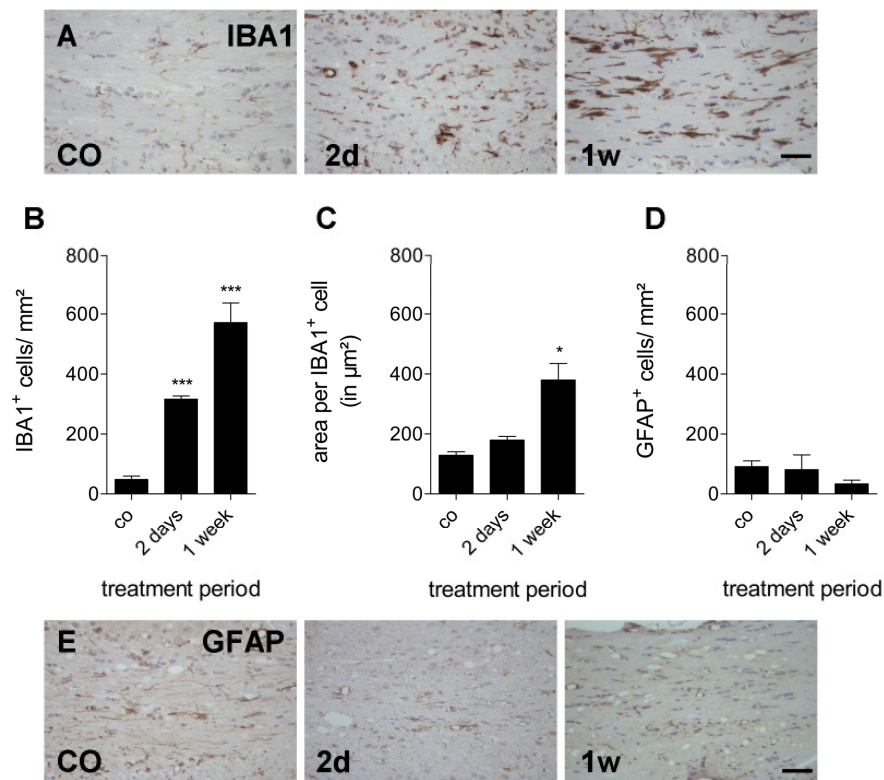 A IBA1
CO
2d
1w
B
800
600
400
200
0
IBA1⁺ cells/ mm²
***
***
co
2 days
1 week
treatment period
C
800
600
400
200
0
area per IBA1⁺ cell
(in µm²)
*
co
2 days
1 week
treatment period
D
800
600
400
200
0
GFAP⁺ cells/ mm²
co
2 days
1 week
treatment period
E GFAP
CO
2d
1w